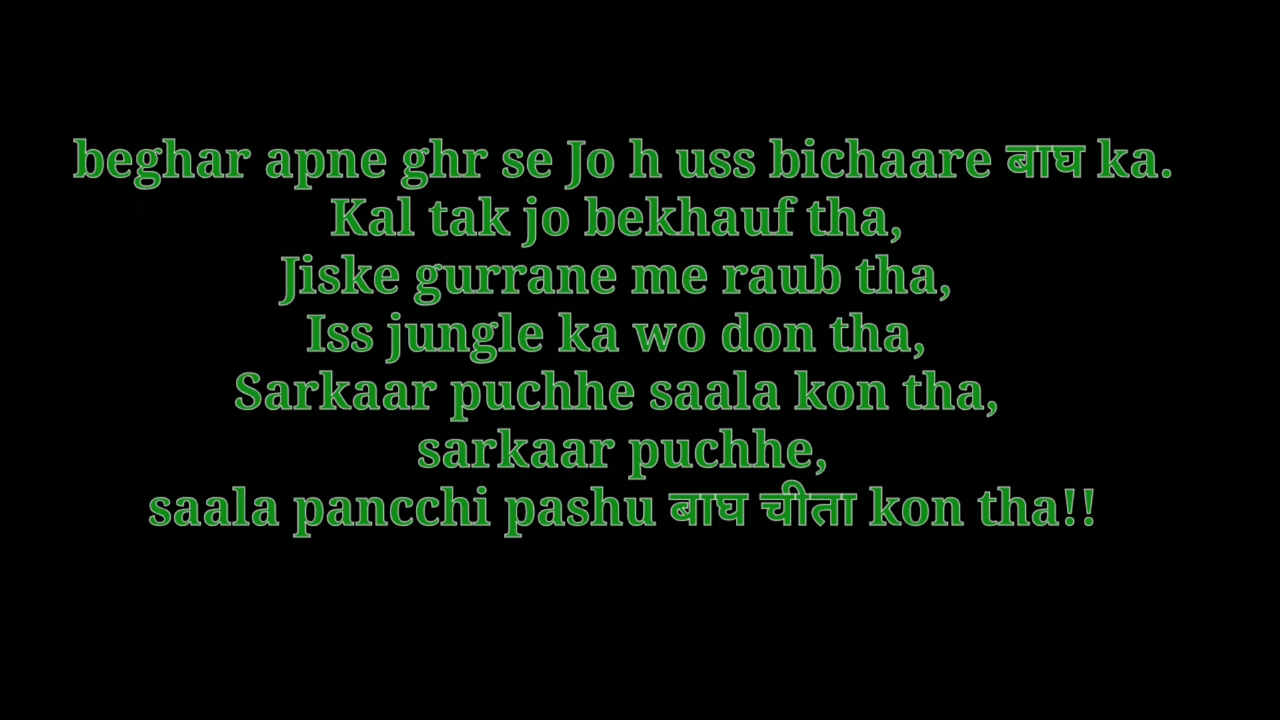 beghar apne ghr se Jo h uss bichaare बाघ ka.
Kal tak jo bekhauf tha,
Jiske gurrane me raub tha,
Iss jungle ka wo don tha,
Sarkaar puchhe saala kon tha,
sarkaar puchhe,
saala pancchi pashu बाघ चीता kon tha!!